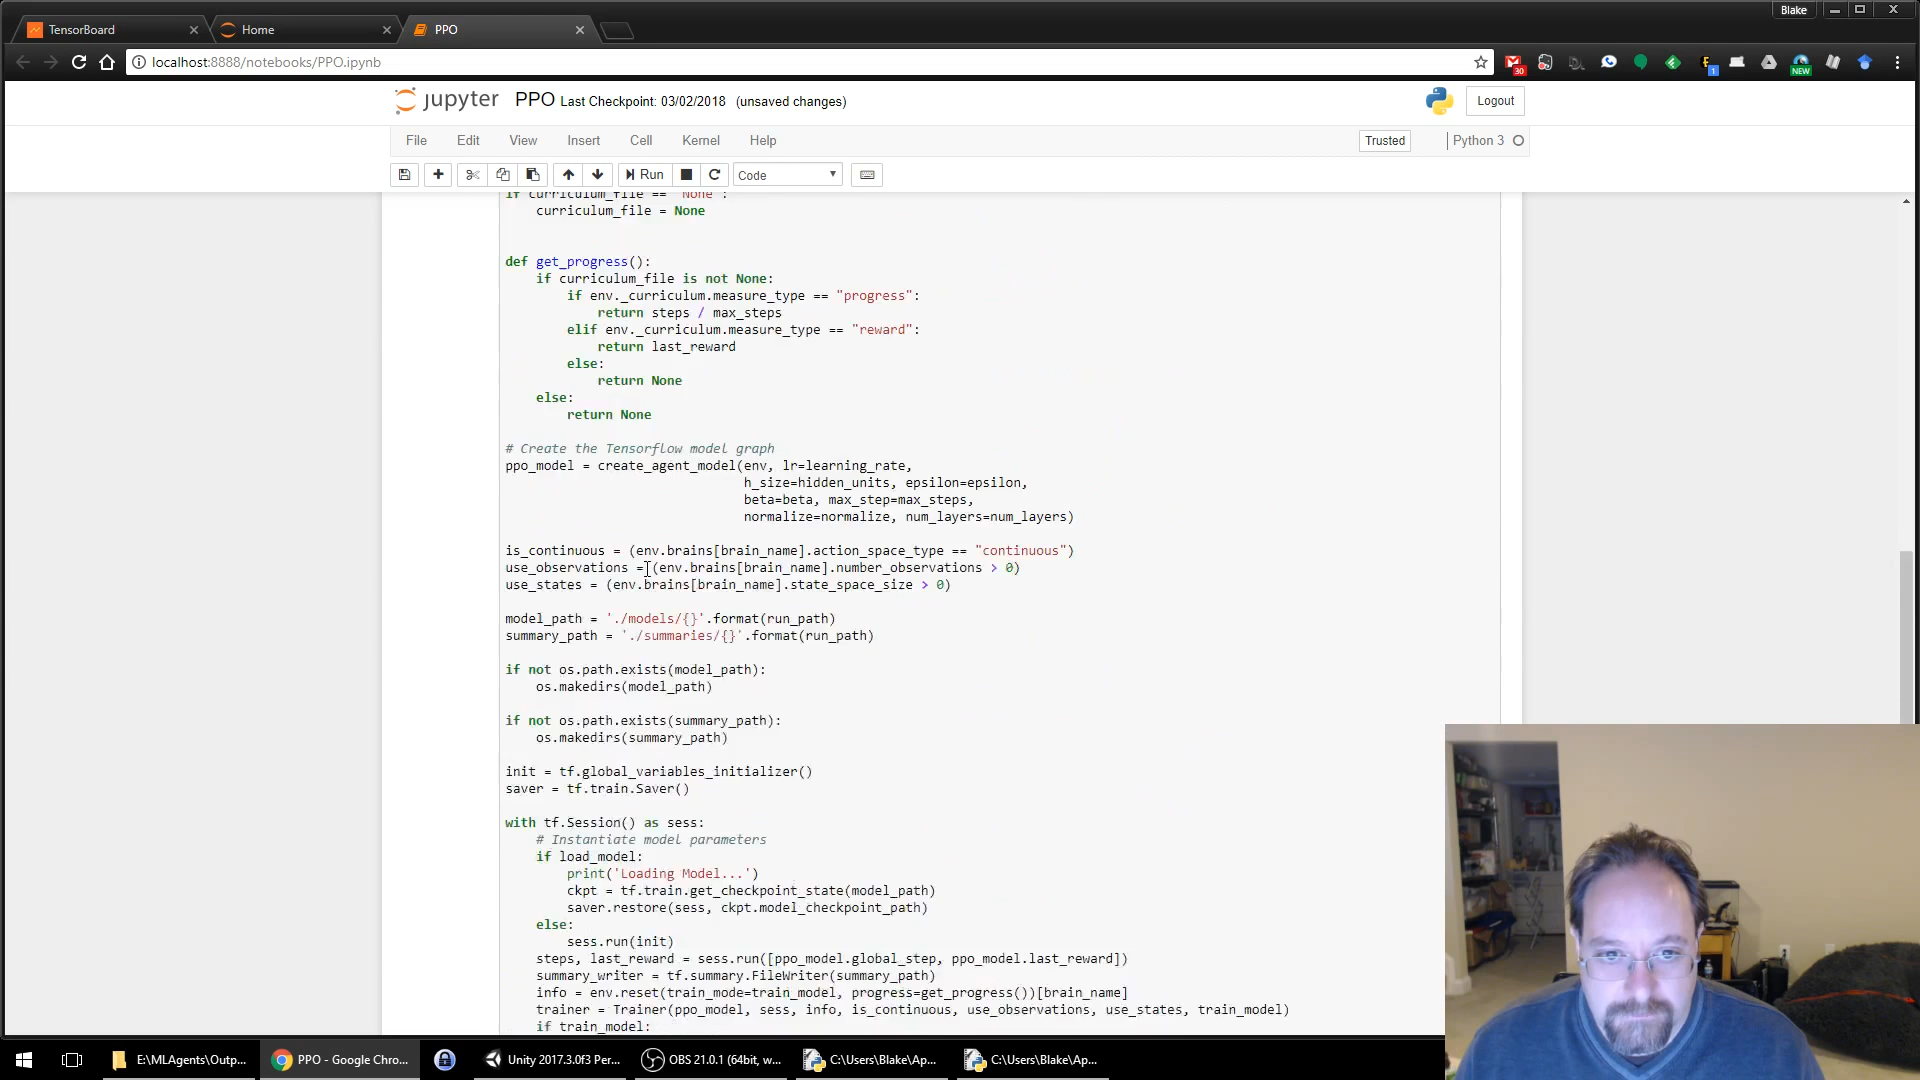 TensorBoard
Home
PPO
Blake
localhost:8888/notebooks/PPO.ipynb
30
1
NEW
jupyter PPO Last Checkpoint: 03/02/2018 (unsaved changes)
Logout
File Edit View Insert Cell Kernel Help
Trusted
Python 3
Run
Code
if curriculum_file == "None":
curriculum_file = None
def get_progress():
if curriculum_file is not None:
if env._curriculum.measure_type == "progress":
return steps / max_steps
elif env._curriculum.measure_type == "reward":
return last_reward
else:
return None
else:
return None
# Create the Tensorflow model graph
ppo_model = create_agent_model(env, lr=learning_rate,
h_size=hidden_units, epsilon=epsilon,
beta=beta, max_step=max_steps,
normalize=normalize, num_layers=num_layers)
is_continuous = (env.brains[brain_name].action_space_type == "continuous")
use_observations = (env.brains[brain_name].number_observations > 0)
use_states = (env.brains[brain_name].state_space_size > 0)
model_path = './models/{}'.format(run_path)
summary_path = './summaries/{}'.format(run_path)
if not os.path.exists(model_path):
os.makedirs(model_path)
if not os.path.exists(summary_path):
os.makedirs(summary_path)
init = tf.global_variables_initializer()
saver = tf.train.Saver()
with tf.Session() as sess:
# Instantiate model parameters
if load_model:
print('Loading Model...')
ckpt = tf.train.get_checkpoint_state(model_path)
saver.restore(sess, ckpt.model_checkpoint_path)
else:
sess.run(init)
steps, last_reward = sess.run([ppo_model.global_step, ppo_model.last_reward])
summary_writer = tf.summary.FileWriter(summary_path)
info = env.reset(train_mode=train_model, progress=get_progress())[brain_name]
trainer = Trainer(ppo_model, sess, info, is_continuous, use_observations, use_states, train_model)
if train_model:
E:\MLAgents\Outp...
PPO - Google Chro...
Unity 2017.3.0f3 Per...
OBS 21.0.1 (64bit, w...
C:\Users\Blake\Ap...
C:\Users\Blake\Ap...